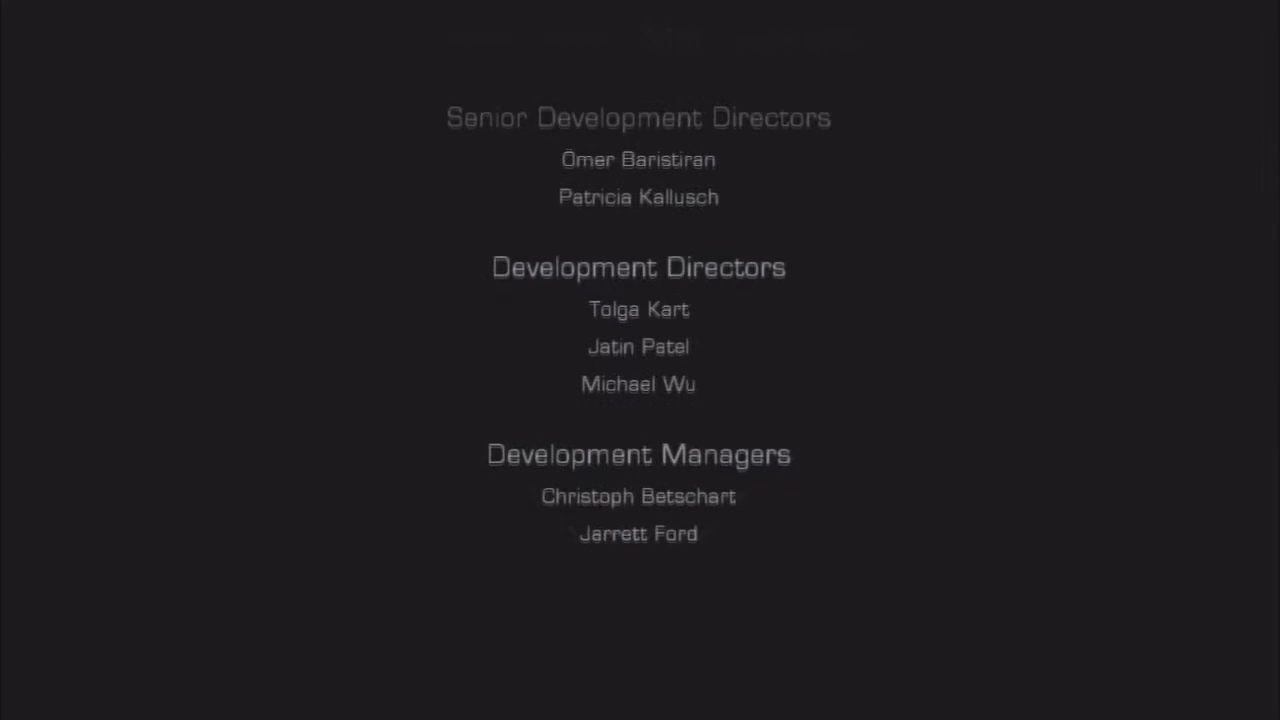 Senior Development Directors
Ömer Baristiran
Patricia Kallusch
Development Directors
Tolga Kart
Jatin Patel
Michael Wu
Development Managers
Christoph Betschart
Jarrett Ford